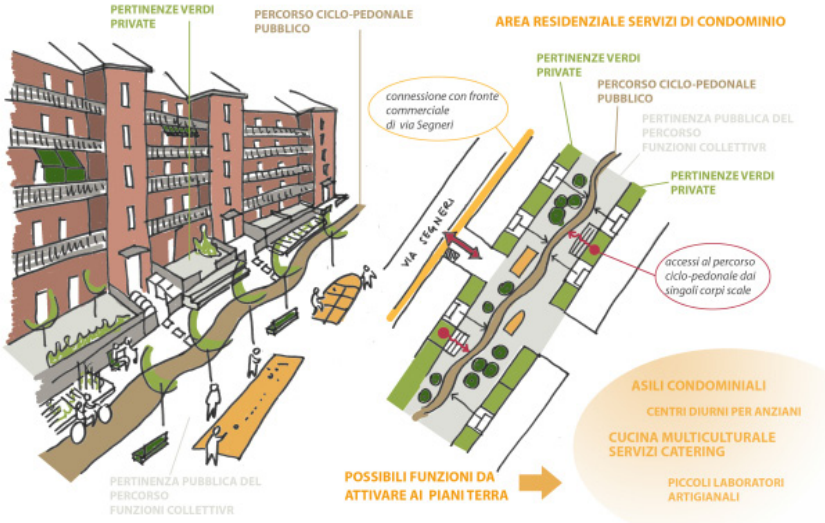 PERTINENZE VERDI
PRIVATE
PERCORSO CICLO-PEDONALE
PUBBLICO
AREA RESIDENZIALE SERVIZI DI CONDOMINIO
PERTINENZE VERDI
PRIVATE
PERCORSO CICLO-PEDONALE
PUBBLICO
connessione con fronte
commerciale
di via Segneri
PERTINENZA PUBBLICA DEL
PERCORSO
FUNZIONI COLLETTIVR
PERTINENZE VERDI
PRIVATE
VIA SEGNERI
accessi al percorso
ciclo-pedonale dai
singoli corpi scale
ASILI CONDOMINIALI
CENTRI DIURNI PER ANZIANI
CUCINA MULTICULTURALE
SERVIZI CATERING
PICCOLI LABORATORI
ARTIGIANALI
POSSIBILI FUNZIONI DA
ATTIVARE AI PIANI TERRA
PERTINENZA PUBBLICA DEL
PERCORSO
FUNZIONI COLLETTIVR